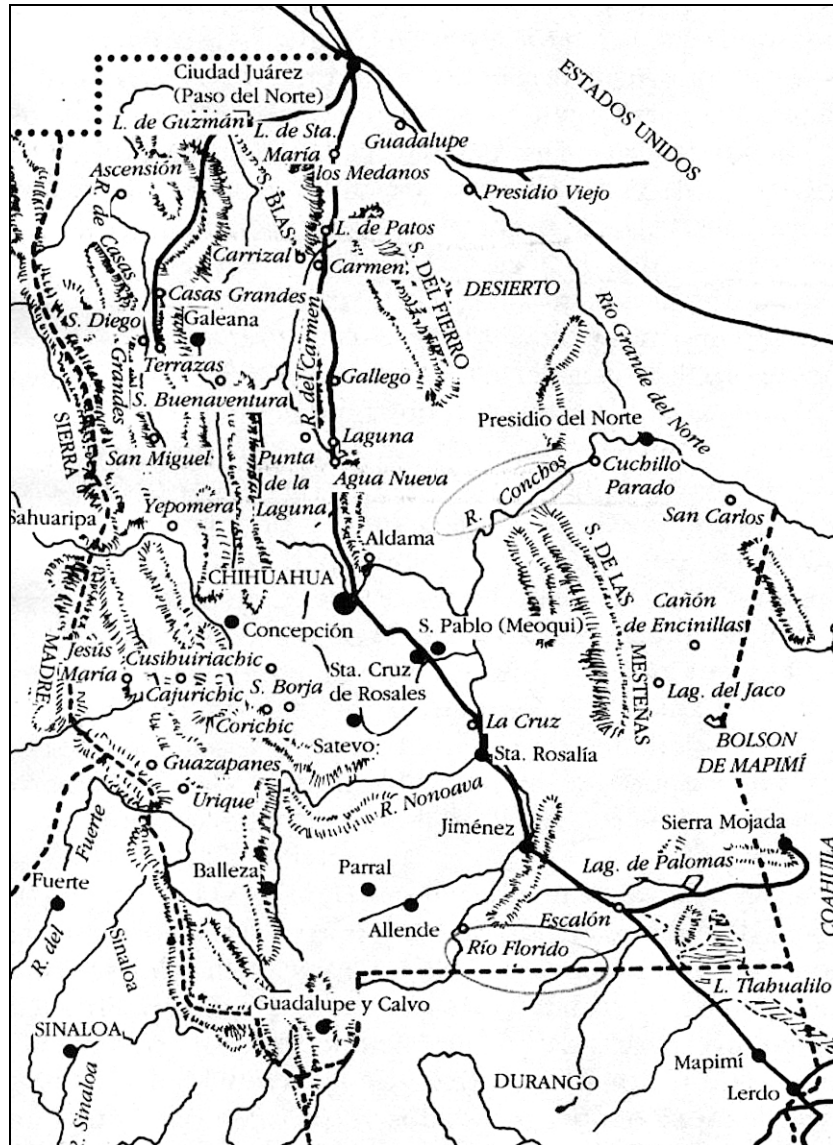 Ciudad Juárez
(Paso del Norte)
ESTADOS UNIDOS
L. de Guzmán
L. de Sta.
María
Guadalupe
Ascensión
los Medanos
Presidio Viejo
R. de Casas
Grandes
S. BLAS
L. de Patos
Carrizal
Carmen
S. DEL FIERRO
DESIERTO
Río Grande del Norte
Casas Grandes
S. Diego
Galeana
Terrazas
R. del Carmen
Gallego
S. Buenaventura
SIERRA
MADRE
Presidio del Norte
San Miguel
Punta
de la
Laguna
Laguna
Agua Nueva
Cuchillo
Parado
R. Conchos
Sahuaripa
Yepomera
San Carlos
Aldama
S. DE LAS
MESTEÑAS
CHIHUAHUA
Concepción
S. Pablo (Meoqui)
Cañón
de Encinillas
Jesús
María
Cusihuiriachic
Sta. Cruz
de Rosales
Cajurichic
S. Borja
Lag. del Jaco
Corichic
Satevo
La Cruz
BOLSON
DE MAPIMÍ
Sta. Rosalía
Guazapanes
Urique
R. Nonoava
Jiménez
Sierra Mojada
R. del Fuerte
Balleza
Parral
Lag. de Palomas
Fuerte
COAHUILA
Allende
Escalón
Sinaloa
Río Florido
L. Tlahualilo
Guadalupe y Calvo
SINALOA
R. Sinaloa
Mapimí
DURANGO
Lerdo